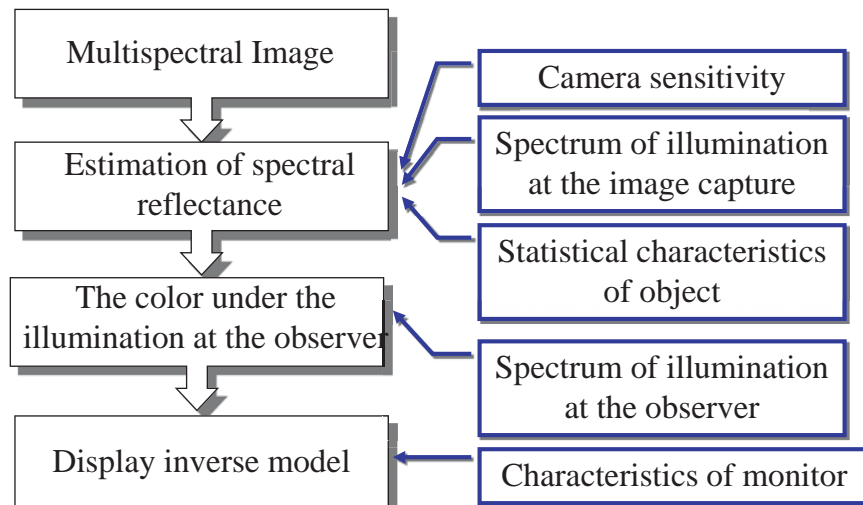 Multispectral Image
Estimation of spectral
reflectance
The color under the
illumination at the observer
Display inverse model
Camera sensitivity
Spectrum of illumination
at the image capture
Statistical characteristics
of object
Spectrum of illumination
at the observer
Characteristics of monitor